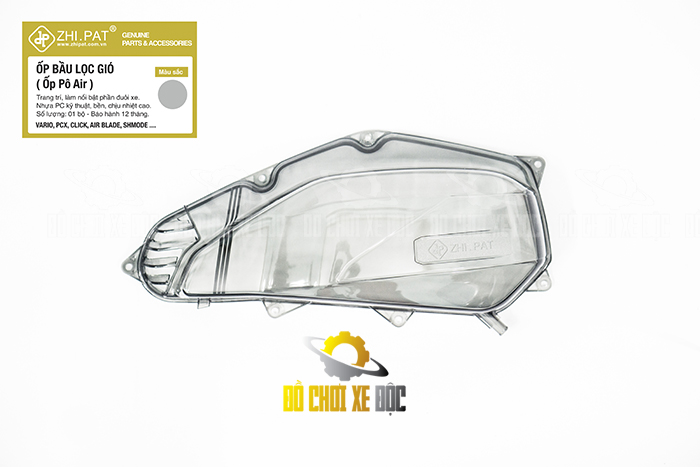 ZHI.PAT®
www.zhipat.com.vn
GENUINE
PARTS & ACCESSORIES
ỐP BẦU LỌC GIÓ
( Ốp Pô Air )
Màu sắc
Trang trí, làm nổi bật phần đuôi xe.
Nhựa PC kỹ thuật, bền, chịu nhiệt cao.
Số lượng: 01 bộ - Bảo hành 12 tháng.
VARIO, PCX, CLICK, AIR BLADE, SHMODE ....
ZHI.PAT
ĐỒ CHƠI XE ĐỘC